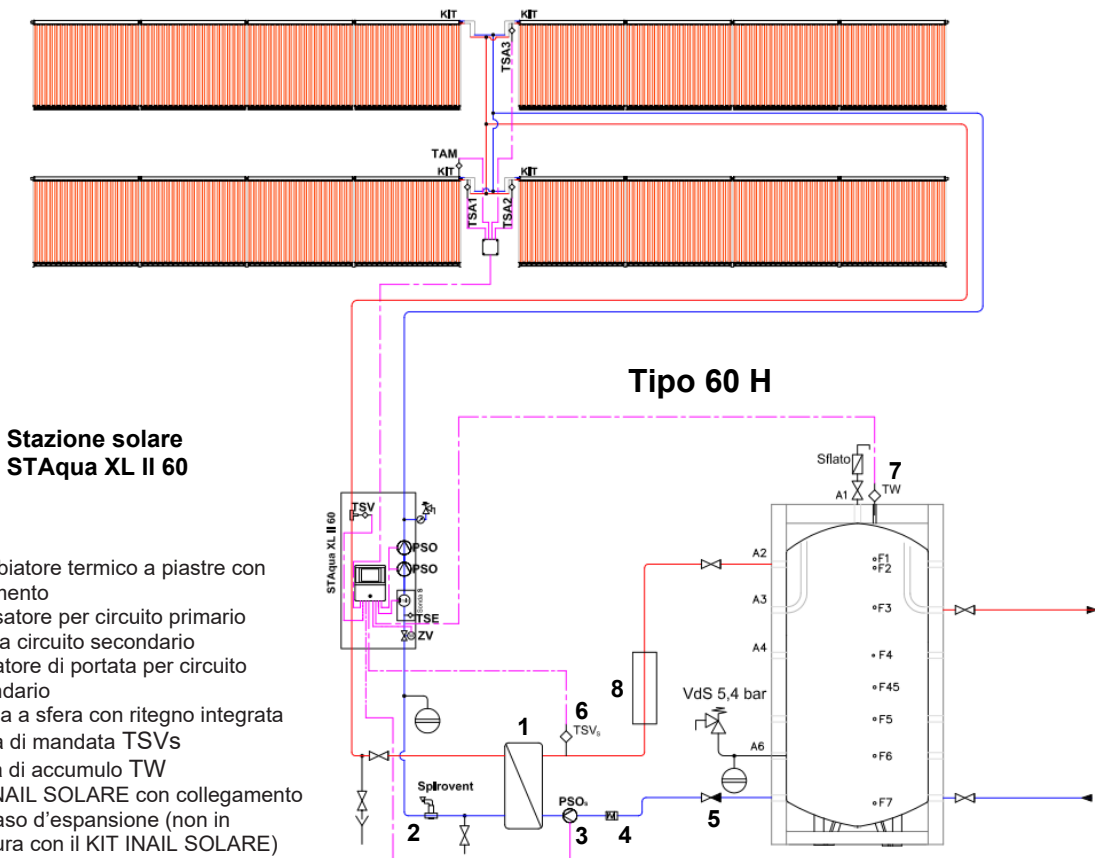 KIT
KIT
TSA3
TAM
KIT
KIT
TSA1
TSA2
Tipo 60 H
Stazione solare
STAqua XL II 60
STAqua XL II 60
TSV
PSO
PSO
Sonda 8
TSE
ZV
Sflato
7
A1
TW
A2
A3
A4
A6
F1
F2
F3
F4
F45
F5
F6
F7
VdS 5,4 bar
8
6
TSVs
1
Spirovent
2
PSOs
3
4
5
biatore termico a piastre con
mento
satore per circuito primario
a circuito secondario
atore di portata per circuito
ndario
a a sfera con ritegno integrata
a di mandata TSVs
a di accumulo TW
NAIL SOLARE con collegamento
aso d'espansione (non in
ura con il KIT INAIL SOLARE)